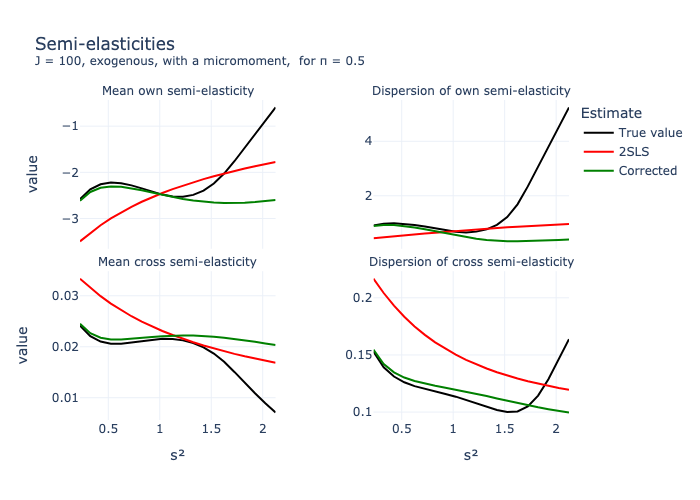 Semi-elasticities
J = 100, exogenous, with a micromoment,  for π = 0.5
Mean own semi-elasticity
Dispersion of own semi-elasticity
Estimate
True value
2SLS
Corrected
value
−1
−2
−3
4
2
Mean cross semi-elasticity
Dispersion of cross semi-elasticity
value
0.03
0.02
0.01
0.2
0.15
0.1
0.5
1
1.5
2
0.5
1
1.5
2
s²
s²